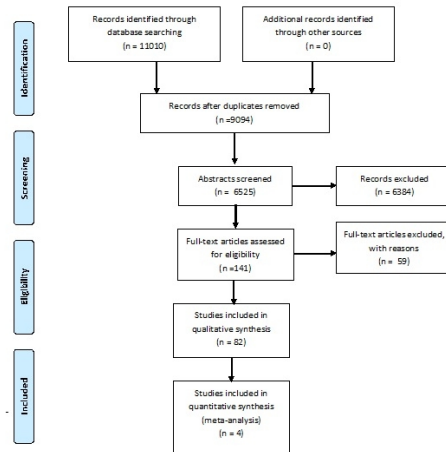 Identification
Records identified through
database searching
(n = 11010)
Additional records identified
through other sources
(n = 0)
Records after duplicates removed
(n =9094)
Screening
Abstracts screened
(n = 6525)
Records excluded
(n = 6384)
Eligibility
Full-text articles assessed
for eligibility
(n =141)
Full-text articles excluded,
with reasons
(n = 59)
Studies included in
qualitative synthesis
(n = 82)
Included
Studies included in
quantitative synthesis
(meta-analysis)
(n = 4)